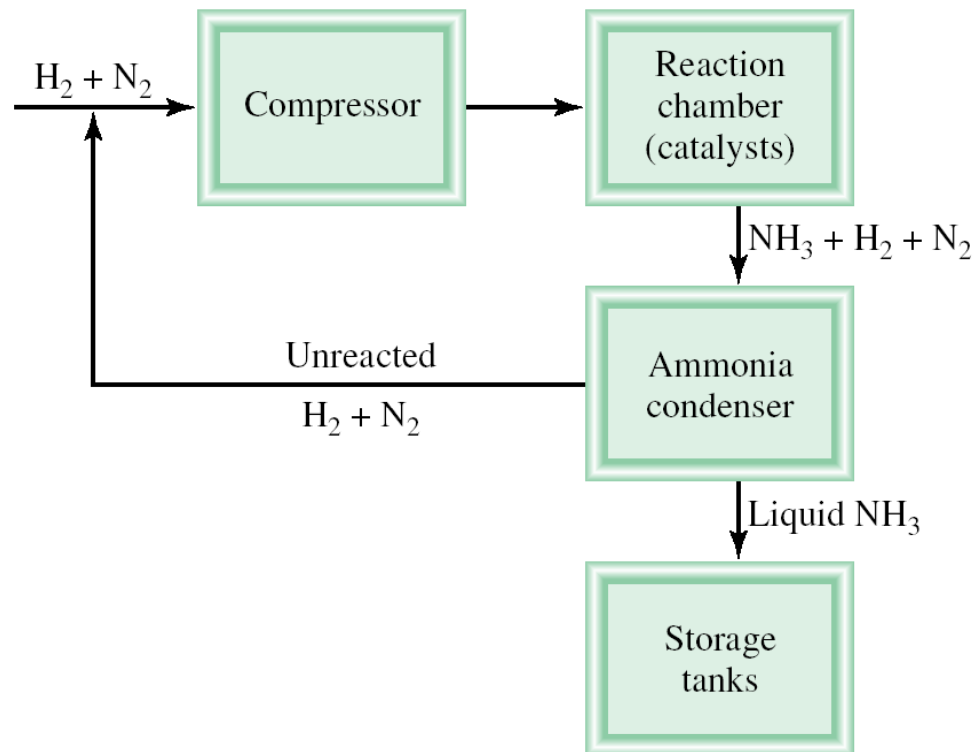 H₂ + N₂
Compressor
Reaction
chamber
(catalysts)
NH₃ + H₂ + N₂
Unreacted
H₂ + N₂
Ammonia
condenser
Liquid NH₃
Storage
tanks